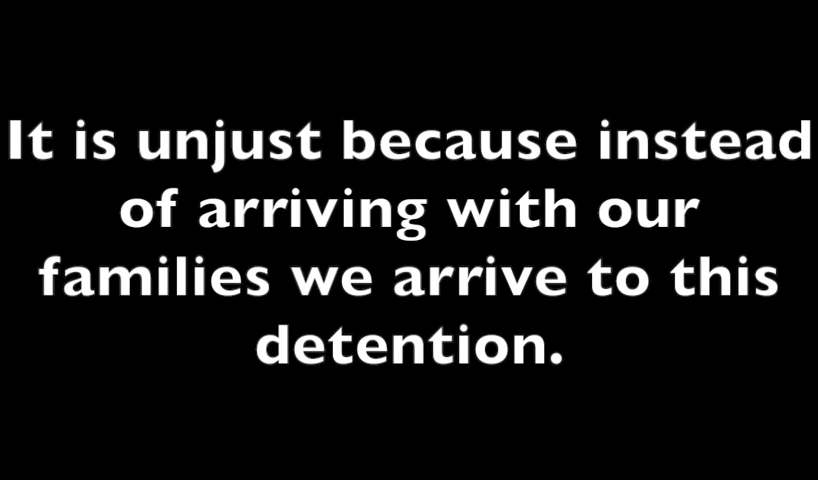 It is unjust because instead
of arriving with our
families we arrive to this
detention.